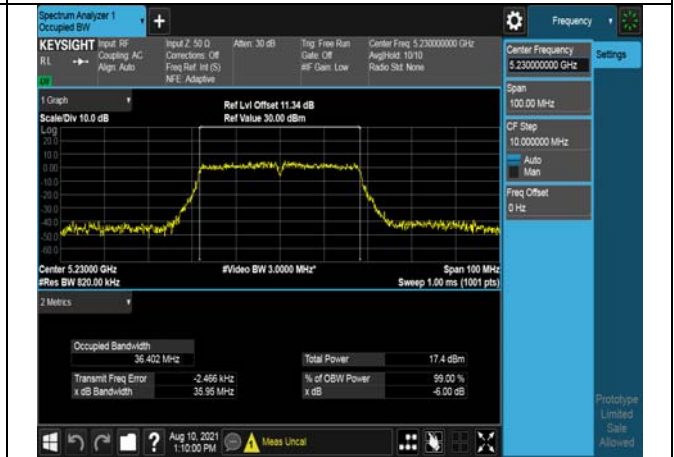 Spectrum Analyzer 1
Occupied BW
+
Frequency
KEYSIGHT Input: RF
RL Coupling: AC
Align: Auto
Input Z: 50 Ω
Corrections: Off
Freq Ref: Int (S)
NFE: Adaptive
Atten: 30 dB
Trig: Free Run
Gate: Off
#IF Gain: Low
Center Freq: 5.230000000 GHz
Avg|Hold: 10/10
Radio Std: None
Center Frequency
5.230000000 GHz
Settings
Span
100.00 MHz
CF Step
10.000000 MHz
Auto
Man
Freq Offset
0 Hz
1 Graph
Ref Lvl Offset 11.34 dB
Scale/Div 10.0 dB
Ref Value 30.00 dBm
Log
20.0
10.0
0.00
-10.0
-20.0
-30.0
-40.0
-50.0
-60.0
Center 5.23000 GHz
#Video BW 3.0000 MHz*
Span 100 MHz
#Res BW 820.00 kHz
Sweep 1.00 ms (1001 pts)
2 Metrics
Occupied Bandwidth
36.402 MHz
Total Power 17.4 dBm
Transmit Freq Error -2.466 kHz
% of OBW Power 99.00 %
x dB Bandwidth 35.95 MHz
x dB -6.00 dB
Prototype
Limited
Sale
Allowed
?
Aug 10, 2021
1:10:00 PM
Meas Uncal